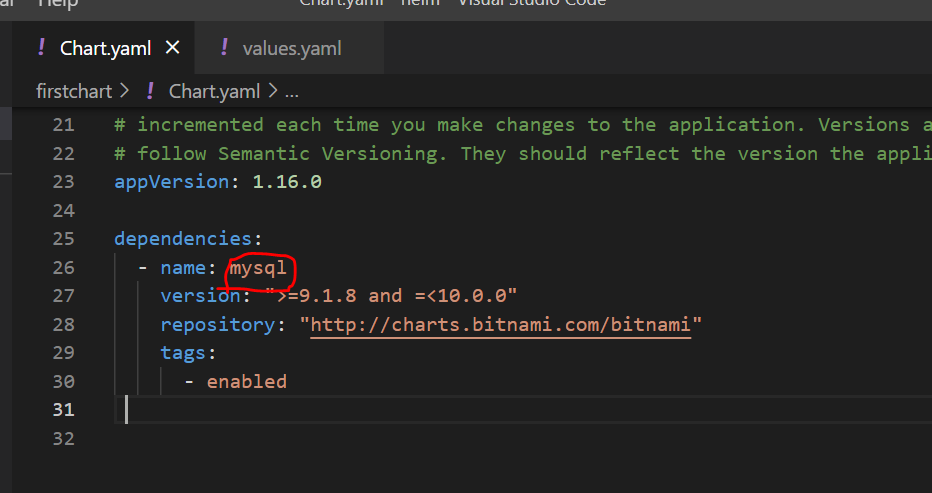 Help
Chart.yaml - helm - Visual Studio Code
! Chart.yaml ✕ ! values.yaml
firstchart > ! Chart.yaml > ...
21 # incremented each time you make changes to the application. Versions
22 # follow Semantic Versioning. They should reflect the version the
23 appVersion: 1.16.0
24
25 dependencies:
26 - name: mysql
27 version: ">=9.1.8 and =<10.0.0"
28 repository: "http://charts.bitnami.com/bitnami"
29 tags:
30 - enabled
31
32